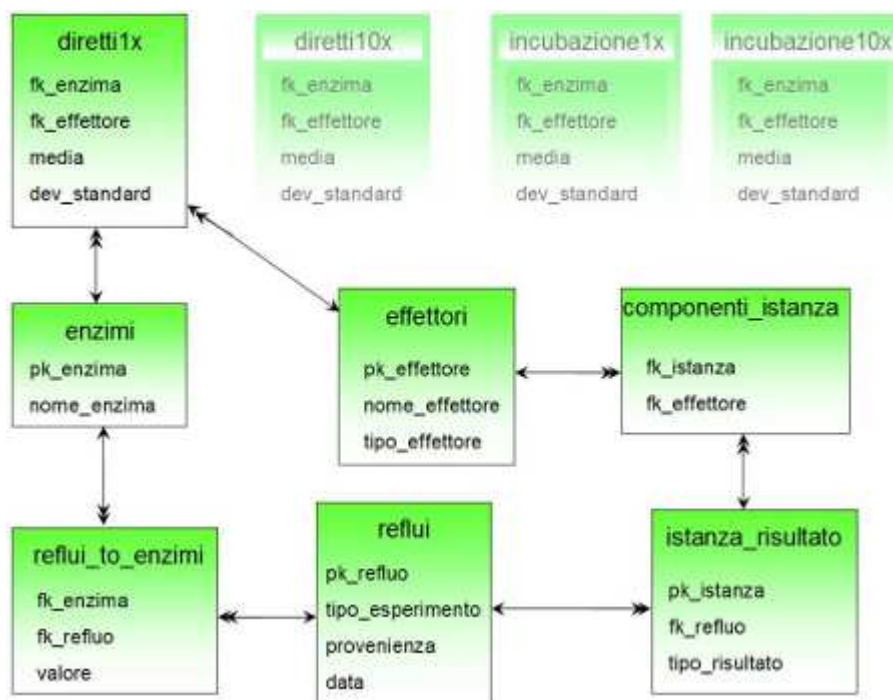 diretti1x
fk_enzima
fk_effettore
media
dev_standard
diretti10x
fk_enzima
fk_effettore
media
dev_standard
incubazione1x
fk_enzima
fk_effettore
media
dev_standard
incubazione10x
fk_enzima
fk_effettore
media
dev_standard
enzimi
pk_enzima
nome_enzima
effettori
pk_effettore
nome_effettore
tipo_effettore
componenti_istanza
fk_istanza
fk_effettore
reflui_to_enzimi
fk_enzima
fk_refluo
valore
reflui
pk_refluo
tipo_esperimento
provenienza
data
istanza_risultato
pk_istanza
fk_refluo
tipo_risultato